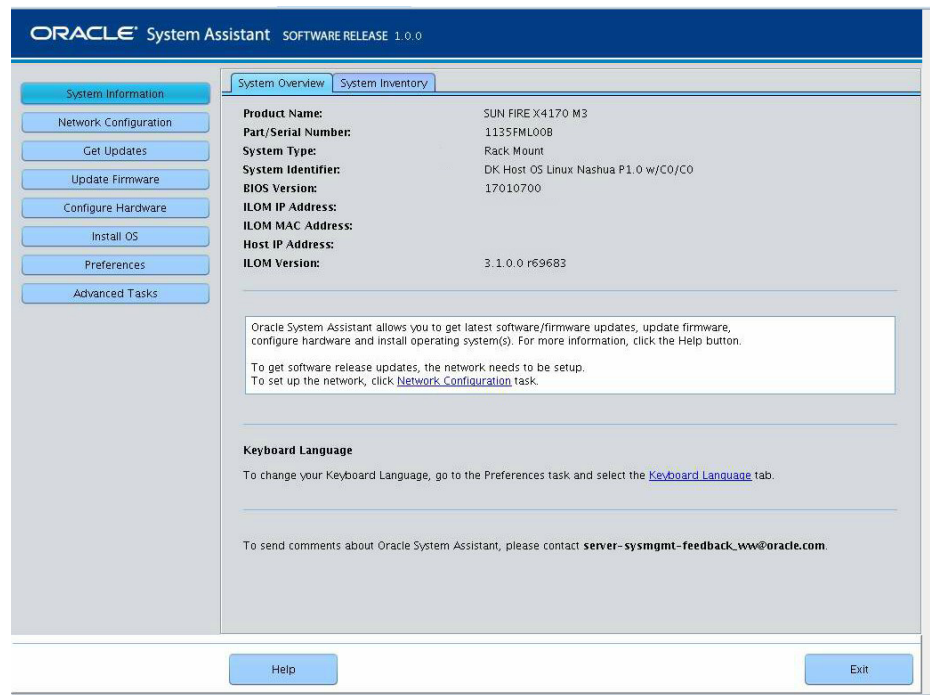 ORACLE® System Assistant SOFTWARE RELEASE 1.0.0
System Information
Network Configuration
Get Updates
Update Firmware
Configure Hardware
Install OS
Preferences
Advanced Tasks
System Overview System Inventory
Product Name: SUN FIRE X4170 M3
Part/Serial Number: 1135FML00B
System Type: Rack Mount
System Identifier: DK Host OS Linux Nashua P1.0 w/C0/C0
BIOS Version: 17010700
ILOM IP Address:
ILOM MAC Address:
Host IP Address:
ILOM Version: 3.1.0.0 r69683
Oracle System Assistant allows you to get latest software/firmware updates, update firmware,
configure hardware and install operating system(s). For more information, click the Help button.
To get software release updates, the network needs to be setup.
To set up the network, click Network Configuration task.
Keyboard Language
To change your Keyboard Language, go to the Preferences task and select the Keyboard Language tab.
To send comments about Oracle System Assistant, please contact server-sysmgmt-feedback_ww@oracle.com.
Help
Exit